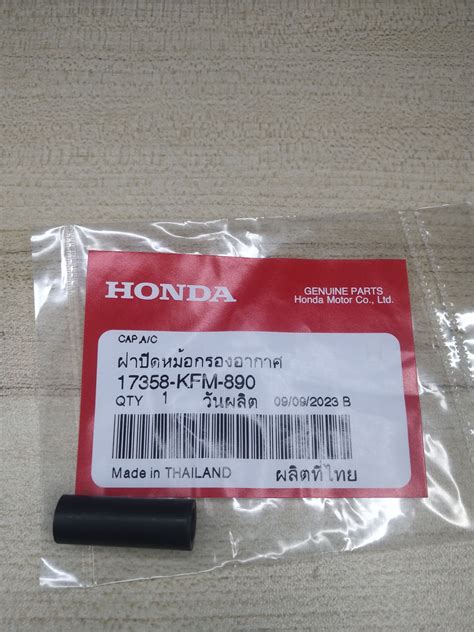 HONDA
GENUINE PARTS
Honda Motor Co., Ltd.
CAP,A/C
ฝาปิดหม้อกรองอากาศ
17358-KFM-890
QTY 1 วันผลิต 09/09/2023 B
Made in THAILAND ผลิตที่ไทย